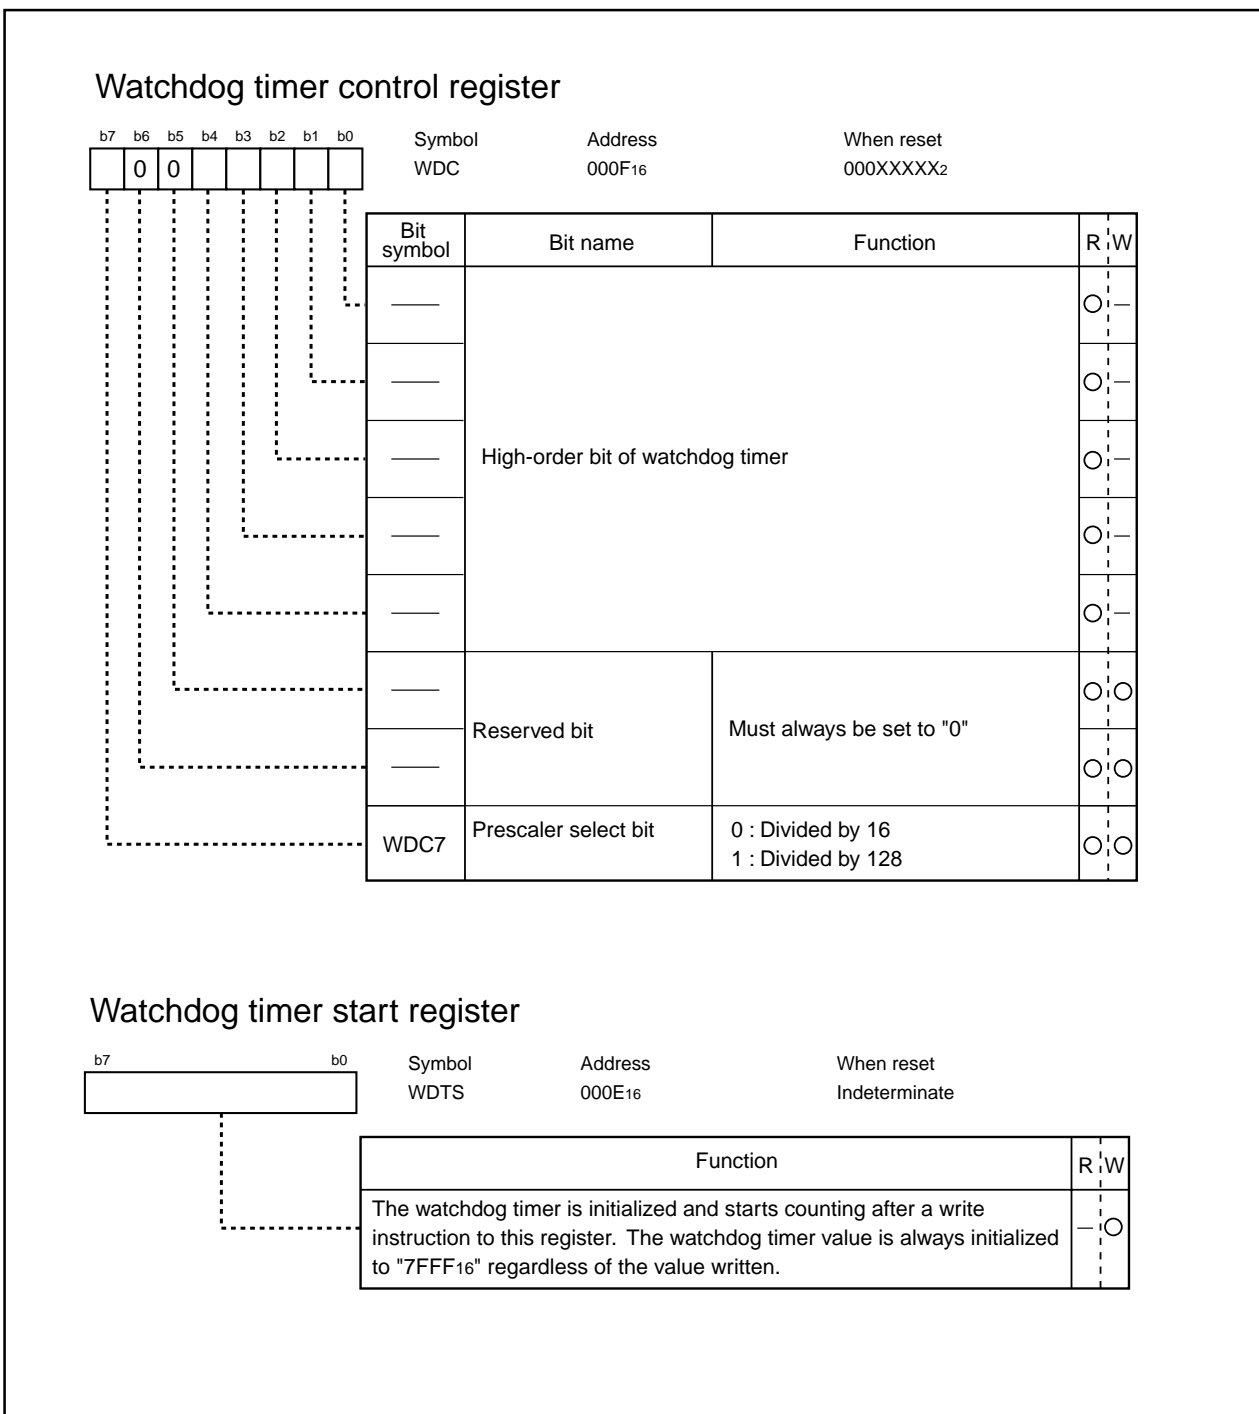 Watchdog timer control register
b7 b6 b5 b4 b3 b2 b1 b0
Symbol Address When reset
0 0
WDC 000F16 000XXXXX2
Bit symbol Bit name Function R W
High-order bit of watchdog timer
Reserved bit Must always be set to "0"
WDC7 Prescaler select bit 0 : Divided by 16
1 : Divided by 128
Watchdog timer start register
b7 b0
Symbol Address When reset
WDTS 000E16 Indeterminate
Function R W
The watchdog timer is initialized and starts counting after a write
instruction to this register. The watchdog timer value is always initialized
to "7FFF16" regardless of the value written.